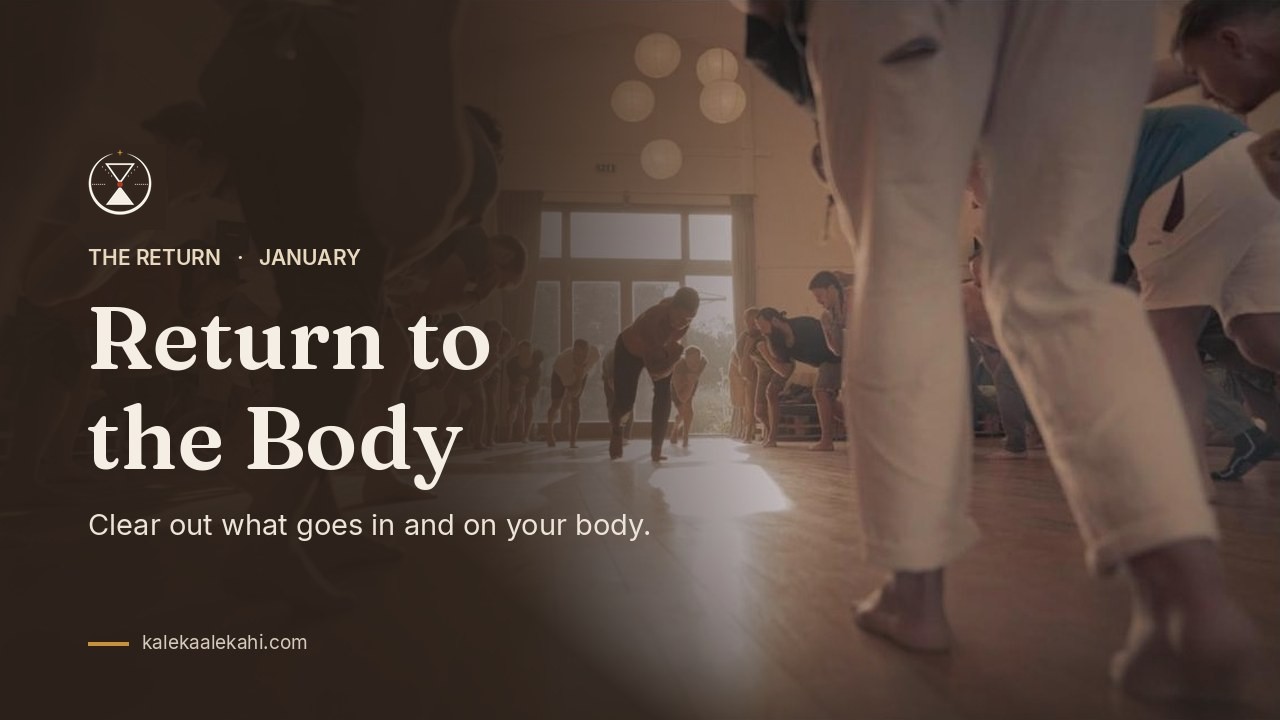 THE RETURN · JANUARY
Return to
the Body
Clear out what goes in and on your body.
kalekaalekahi.com